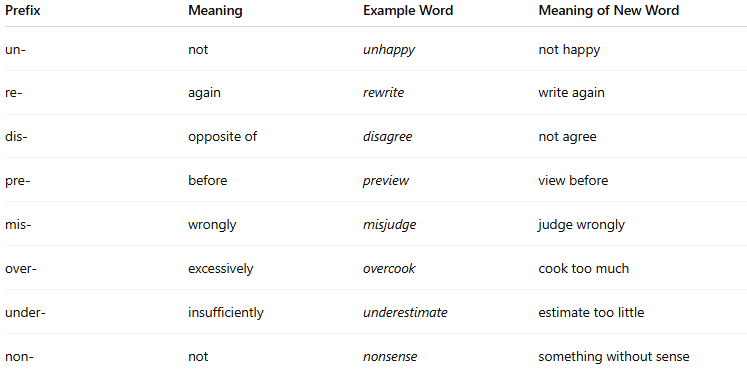 Prefix Meaning Example Word Meaning of New Word
un- not unhappy not happy
re- again rewrite write again
dis- opposite of disagree not agree
pre- before preview view before
mis- wrongly misjudge judge wrongly
over- excessively overcook cook too much
under- insufficiently underestimate estimate too little
non- not nonsense something without sense